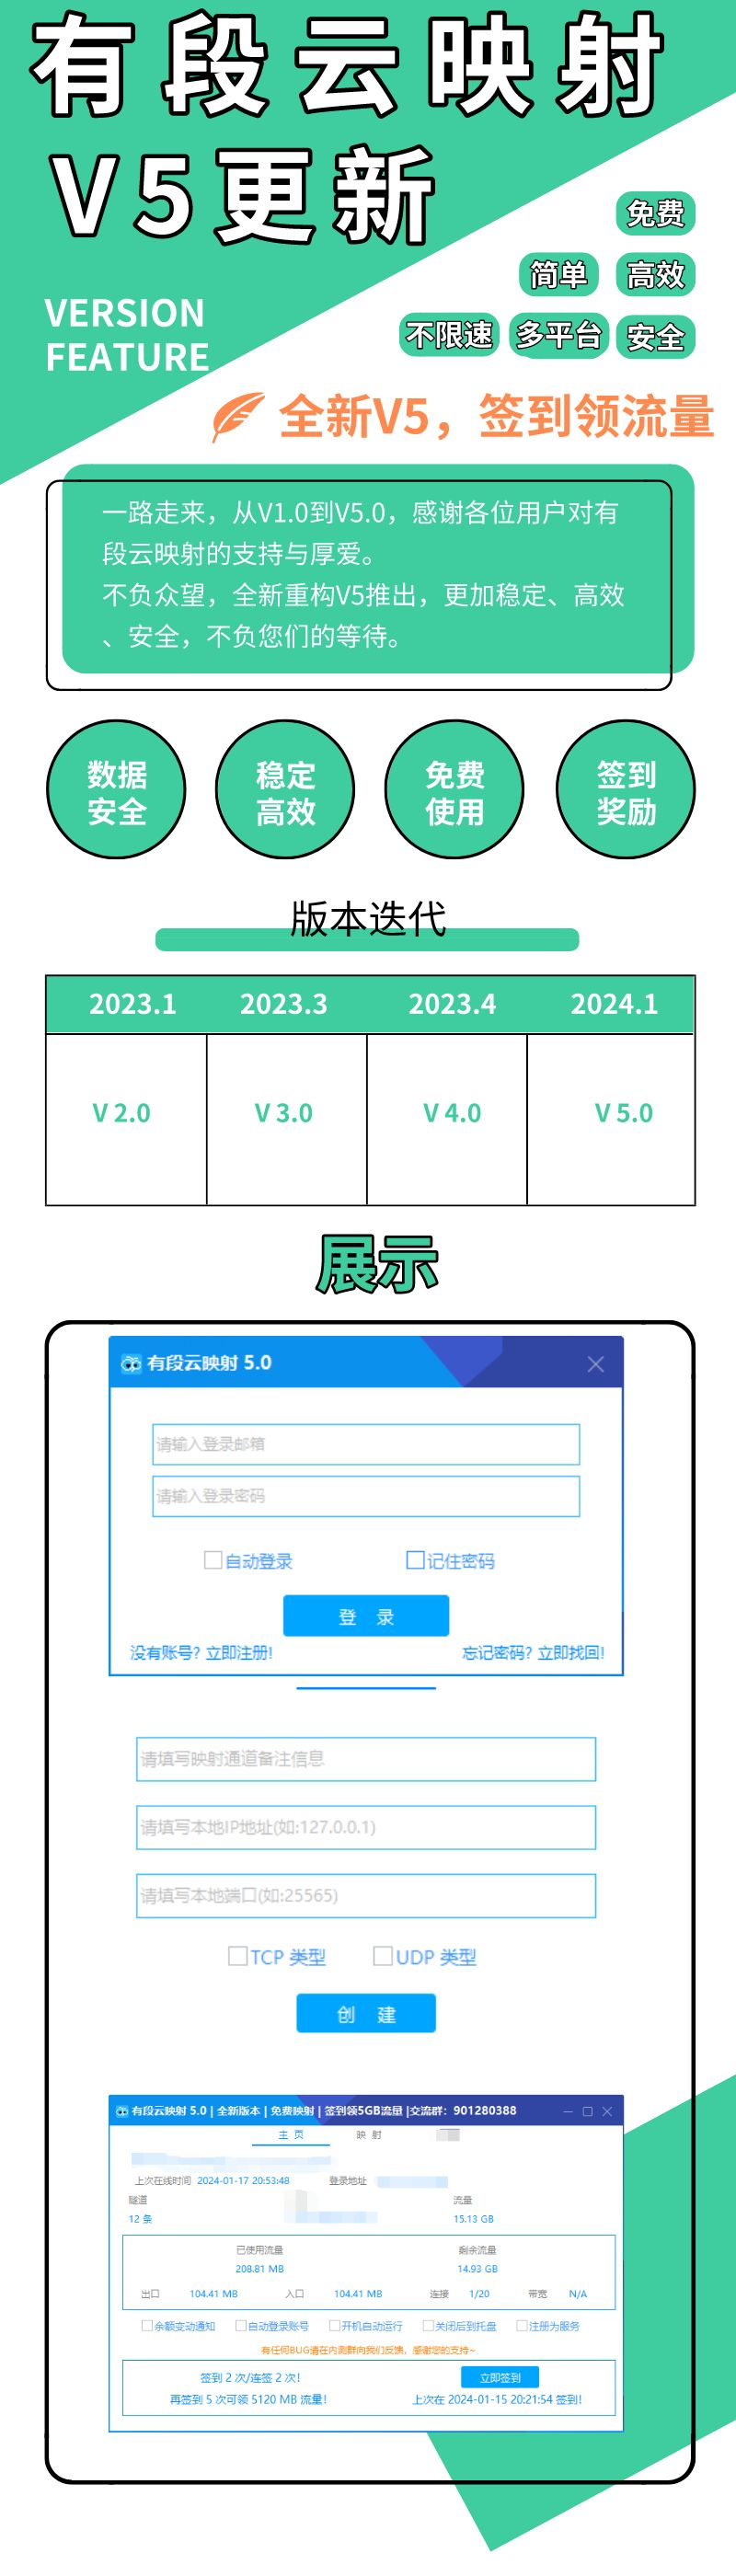 有段云映射
V5更新
免费
简单 高效
VERSION
FEATURE
不限速 多平台 安全
全新V5，签到领流量
一路走来，从V1.0到V5.0，感谢各位用户对有
段云映射的支持与厚爱。
不负众望，全新重构V5推出，更加稳定、高效
、安全，不负您们的等待。
数据
安全
稳定
高效
免费
使用
签到
奖励
版本迭代
2023.1 2023.3 2023.4 2024.1
V 2.0 V 3.0 V 4.0 V 5.0
展示
有段云映射 5.0
请输入登录邮箱
请输入登录密码
自动登录 记住密码
登 录
没有账号? 立即注册! 忘记密码? 立即找回!
请填写映射通道备注信息
请填写本地IP地址(如:127.0.0.1)
请填写本地端口(如:25565)
TCP 类型 UDP 类型
创 建
有段云映射 5.0 | 全新版本 | 免费映射 | 签到领5GB流量 |交流群：901280388
主 页 映 射
上次在线时间 2024-01-17 20:53:48 登录地址
隧道 流量
12 条 15.13 GB
已使用流量 剩余流量
208.81 MB 14.93 GB
出口 104.41 MB 入口 104.41 MB 连接 1/20 带宽 N/A
余额变动通知 自动登录账号 开机自动运行 关闭后到托盘 注册为服务
有任何BUG请在内测群向我们反馈，感谢您的支持~
签到 2 次/连签 2 次! 立即签到
再签到 5 次可领 5120 MB 流量! 上次在 2024-01-15 20:21:54 签到!